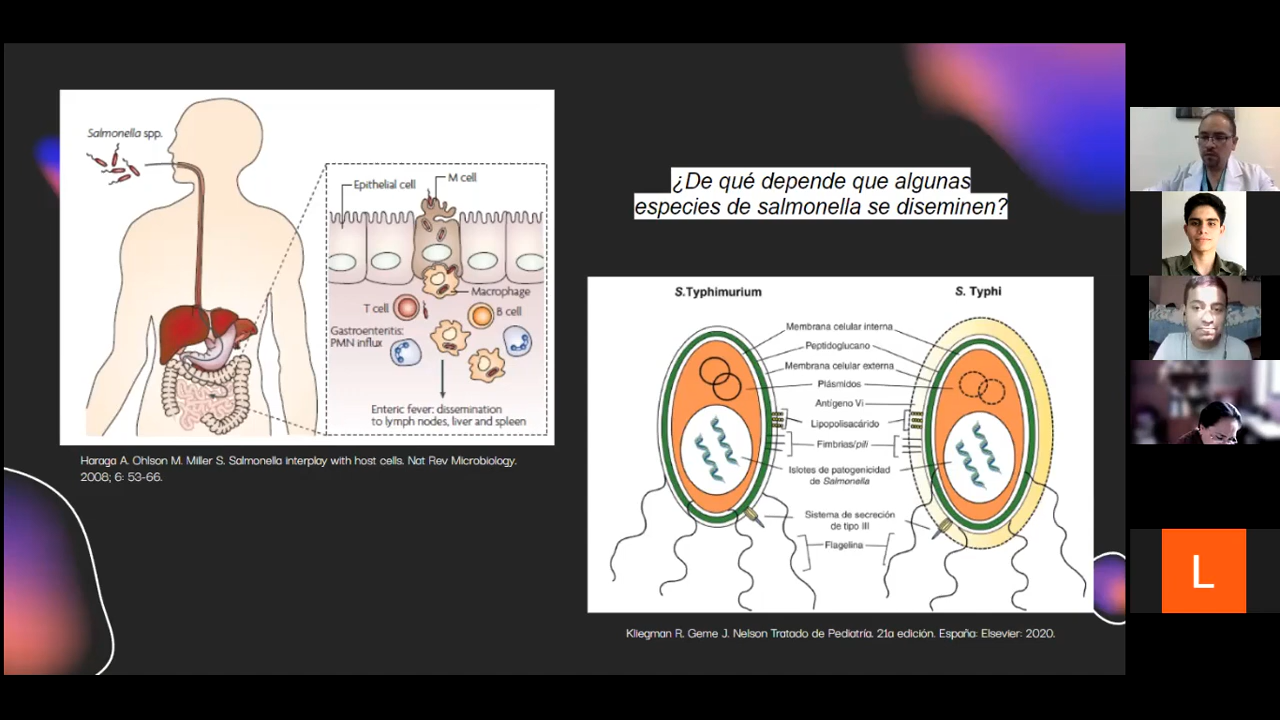 Salmonella spp.
Epithelial cell
M cell
Macrophage
T cell
B cell
Gastroenteritis:
PMN influx
Enteric fever: dissemination
to lymph nodes, liver and spleen
Haraga A. Ohlson M. Miller S. Salmonella interplay with host cells. Nat Rev Microbiology.
2008; 6: 53-66.
¿De qué depende que algunas
especies de salmonella se diseminen?
S.Typhimurium
S. Typhi
Membrana celular interna
Peptidoglucano
Membrana celular externa
Plásmidos
Antígeno Vi
Lipopolisacárido
Fimbrias/pili
Islotes de patogenicidad
de Salmonella
Sistema de secreción
de tipo III
Flagelina
Kliegman R. Geme J. Nelson Tratado de Pediatría. 21a edición. España: Elsevier: 2020.
L